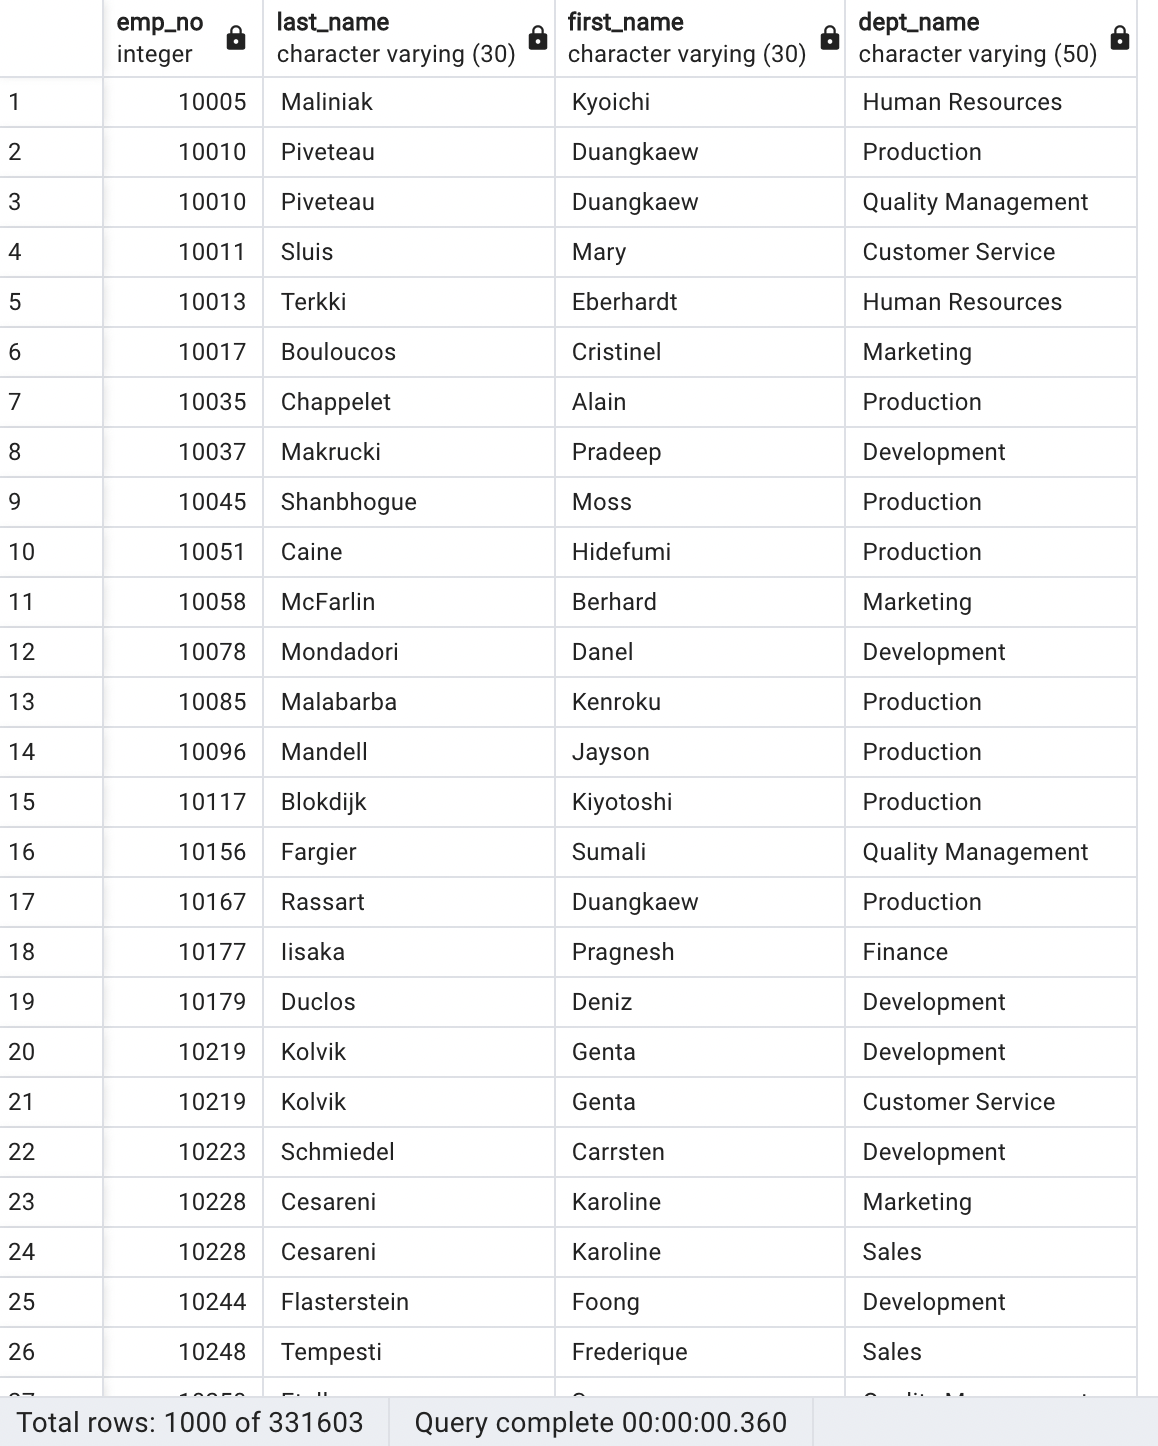 emp_no last_name first_name dept_name
integer character varying (30) character varying (30) character varying (50)
1 10005 Maliniak Kyoichi Human Resources
2 10010 Piveteau Duangkaew Production
3 10010 Piveteau Duangkaew Quality Management
4 10011 Sluis Mary Customer Service
5 10013 Terkki Eberhardt Human Resources
6 10017 Bouloucos Cristinel Marketing
7 10035 Chappelet Alain Production
8 10037 Makrucki Pradeep Development
9 10045 Shanbhogue Moss Production
10 10051 Caine Hidefumi Production
11 10058 McFarlin Berhard Marketing
12 10078 Mondadori Danel Development
13 10085 Malabarba Kenroku Production
14 10096 Mandell Jayson Production
15 10117 Blokdijk Kiyotoshi Production
16 10156 Fargier Sumali Quality Management
17 10167 Rassart Duangkaew Production
18 10177 Iisaka Pragnesh Finance
19 10179 Duclos Deniz Development
20 10219 Kolvik Genta Development
21 10219 Kolvik Genta Customer Service
22 10223 Schmiedel Carrsten Development
23 10228 Cesareni Karoline Marketing
24 10228 Cesareni Karoline Sales
25 10244 Flasterstein Foong Development
26 10248 Tempesti Frederique Sales
Total rows: 1000 of 331603 Query complete 00:00:00.360